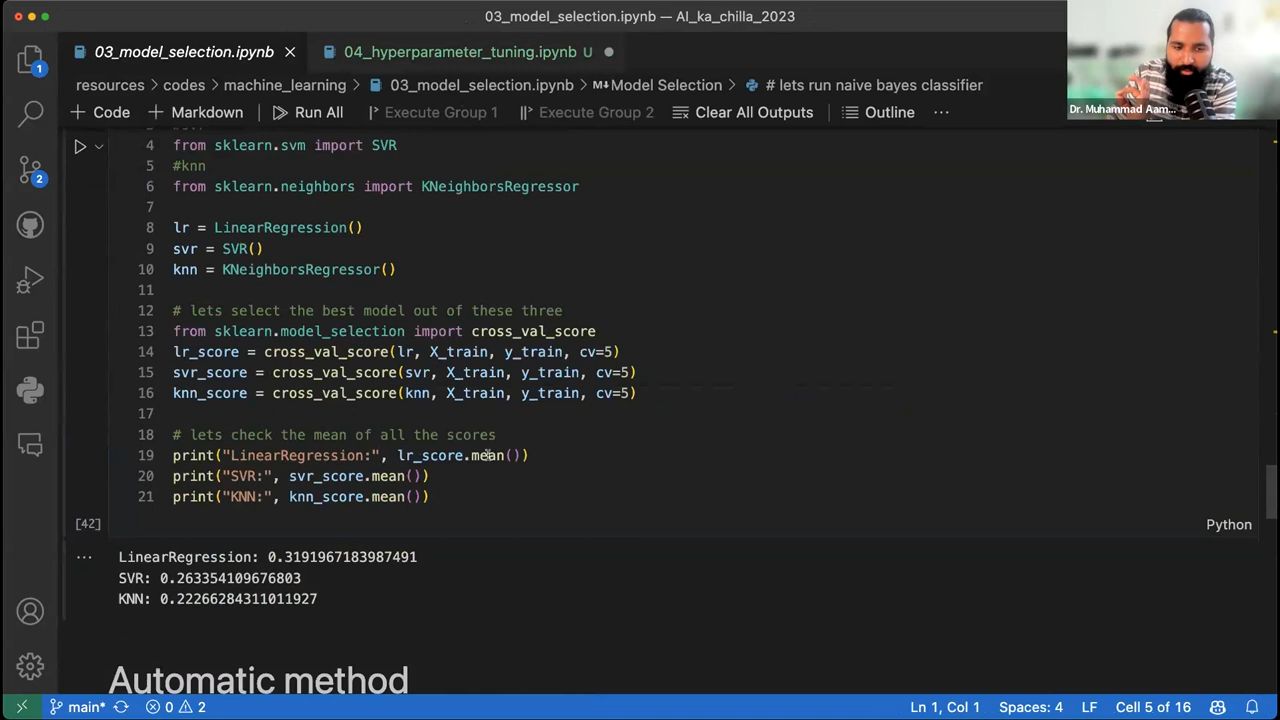 03_model_selection.ipynb — AI_ka_chilla_2023
03_model_selection.ipynb
04_hyperparameter_tuning.ipynb U
resources > codes > machine_learning > 03_model_selection.ipynb > M↓ Model Selection > # lets run naive bayes classifier
Dr. Muhammad Aam...
+ Code + Markdown Run All Execute Group 1 Execute Group 2 Clear All Outputs Outline ...
4 from sklearn.svm import SVR
5 #knn
6 from sklearn.neighbors import KNeighborsRegressor
7
8 lr = LinearRegression()
9 svr = SVR()
10 knn = KNeighborsRegressor()
11
12 # lets select the best model out of these three
13 from sklearn.model_selection import cross_val_score
14 lr_score = cross_val_score(lr, X_train, y_train, cv=5)
15 svr_score = cross_val_score(svr, X_train, y_train, cv=5)
16 knn_score = cross_val_score(knn, X_train, y_train, cv=5)
17
18 # lets check the mean of all the scores
19 print("LinearRegression:", lr_score.mean())
20 print("SVR:", svr_score.mean())
21 print("KNN:", knn_score.mean())
[42]
Python
... LinearRegression: 0.3191967183987491
SVR: 0.263354109676803
KNN: 0.22266284311011927
Automatic method
1
2
main* 0 2 Ln 1, Col 1 Spaces: 4 LF Cell 5 of 16